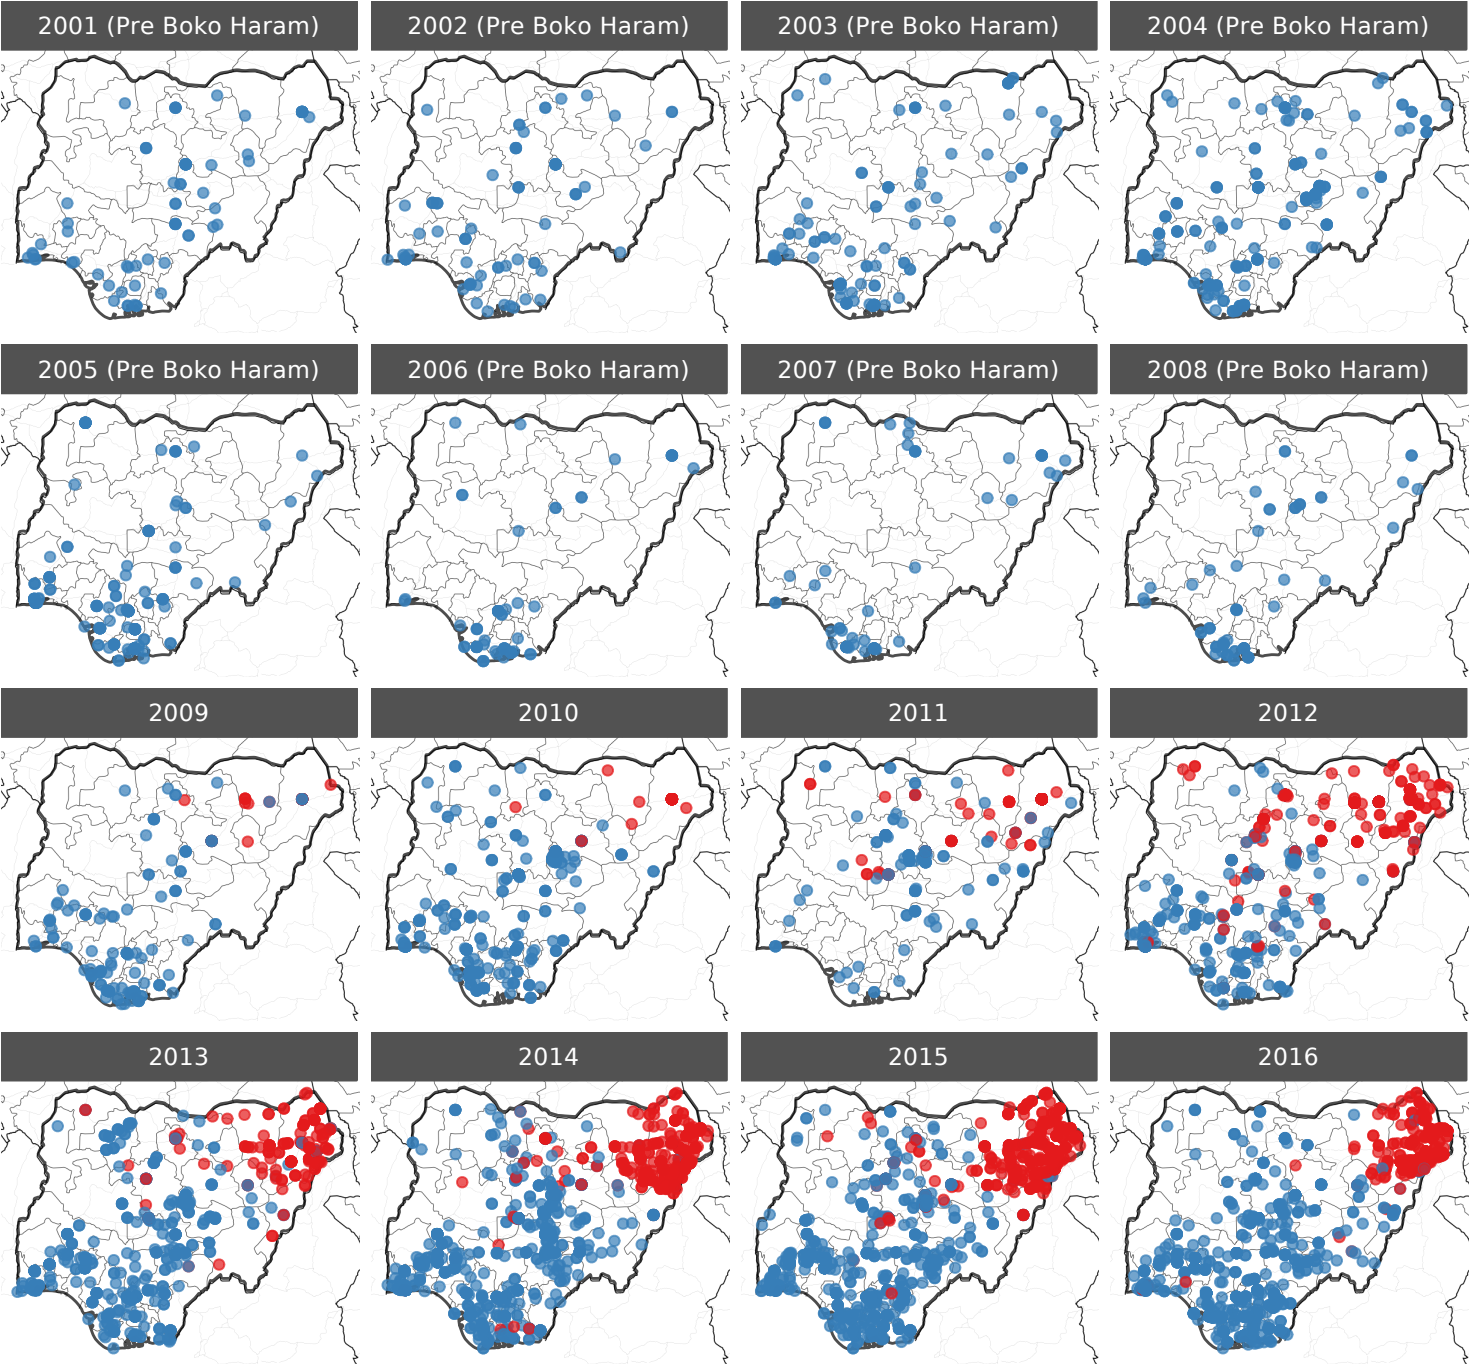 2001 (Pre Boko Haram)
2002 (Pre Boko Haram)
2003 (Pre Boko Haram)
2004 (Pre Boko Haram)
2005 (Pre Boko Haram)
2006 (Pre Boko Haram)
2007 (Pre Boko Haram)
2008 (Pre Boko Haram)
2009
2010
2011
2012
2013
2014
2015
2016